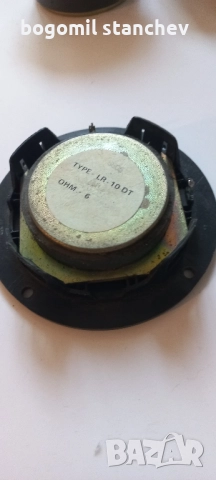 bogomil stanchev
TYPE - LR-10 DT
OHM - 6
BAZAR